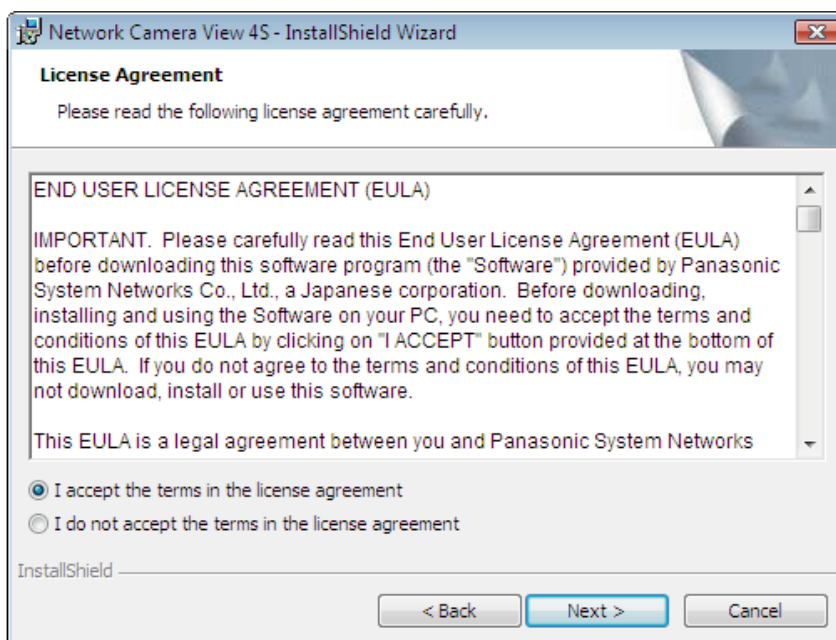 Network Camera View 4S - InstallShield Wizard
License Agreement
Please read the following license agreement carefully.
END USER LICENSE AGREEMENT (EULA)
IMPORTANT.  Please carefully read this End User License Agreement (EULA)
before downloading this software program (the "Software") provided by Panasonic
System Networks Co., Ltd., a Japanese corporation.  Before downloading,
installing and using the Software on your PC, you need to accept the terms and
conditions of this EULA by clicking on "I ACCEPT" button provided at the bottom of
this EULA.  If you do not agree to the terms and conditions of this EULA, you may
not download, install or use this software.
This EULA is a legal agreement between you and Panasonic System Networks
I accept the terms in the license agreement
I do not accept the terms in the license agreement
InstallShield
< Back
Next >
Cancel